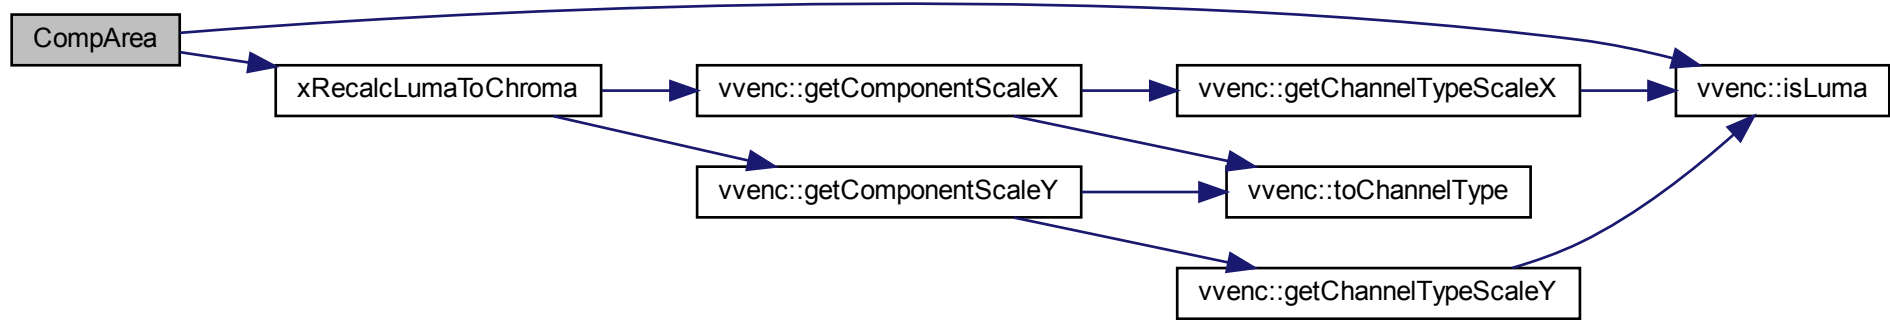 CompArea
xRecalcLumaToChroma
vvenc::getComponentScaleX
vvenc::getChannelTypeScaleX
vvenc::isLuma
vvenc::getComponentScaleY
vvenc::toChannelType
vvenc::getChannelTypeScaleY